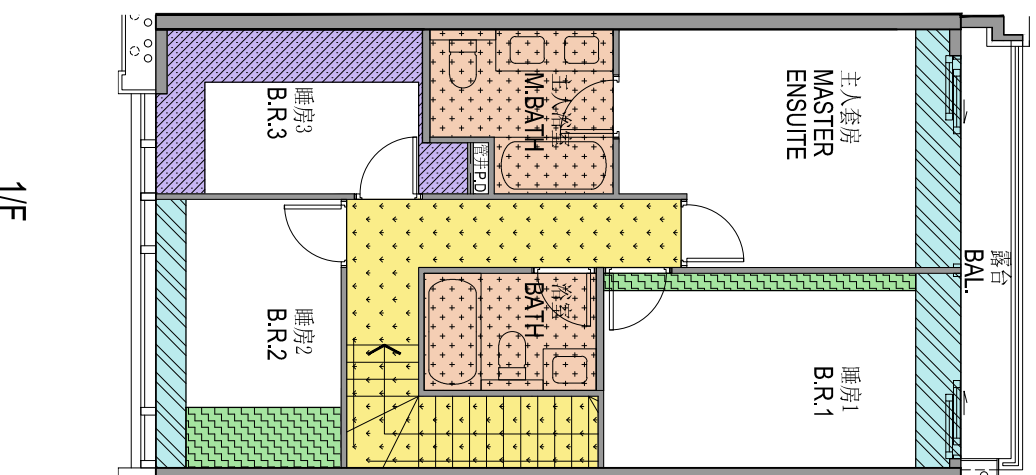 1/F
睡房3
B.R.3
主人浴室
M.BATH
管井P.D
主人套房
MASTER
ENSUITE
露台
BAL.
睡房2
B.R.2
浴室
BATH
睡房1
B.R.1